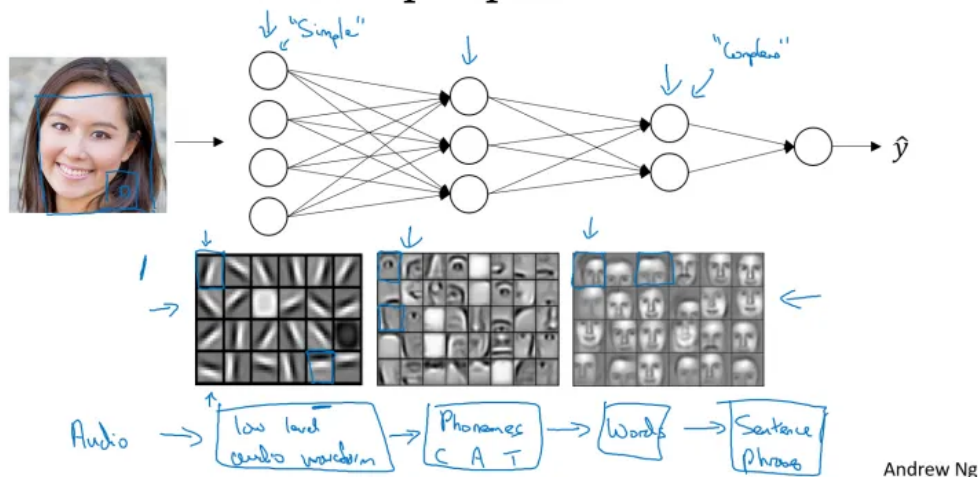 "Simple"
"Complex"
ŷ
Audio
low level
audio waveform
Phonemes
C A T
Words
Sentence
phrase
Andrew Ng